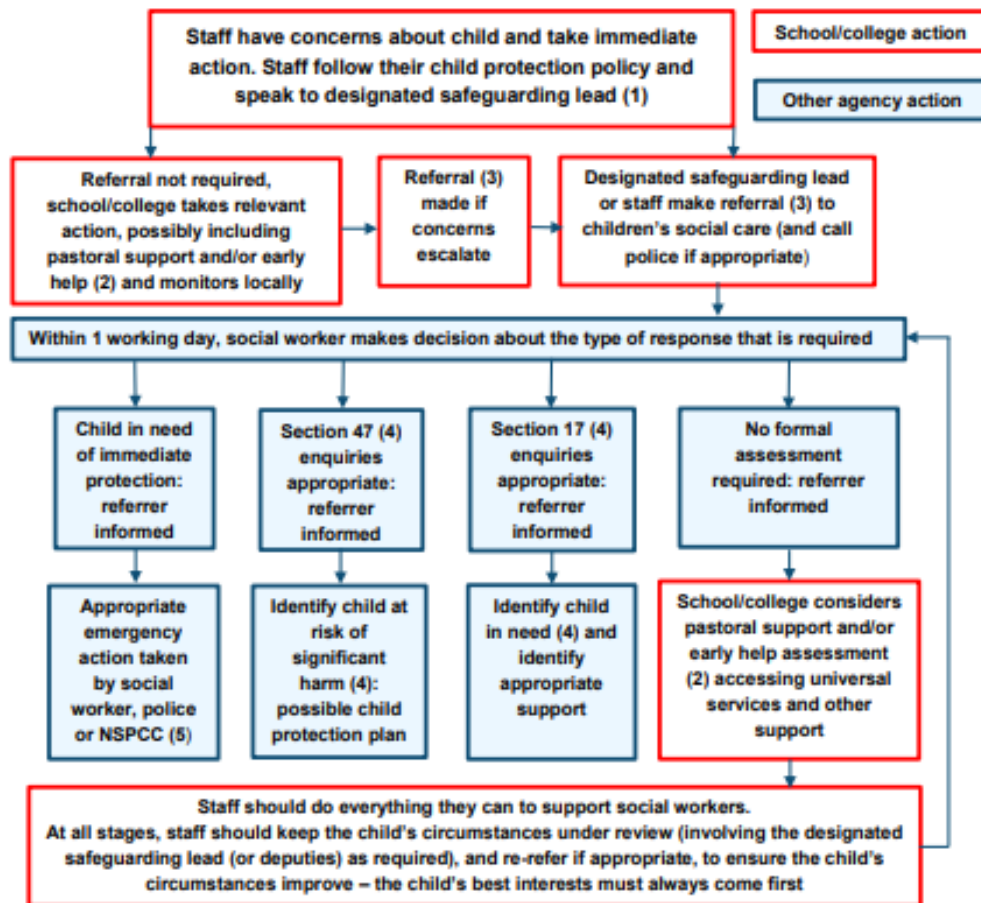 Staff have concerns about child and take immediate
action. Staff follow their child protection policy and
speak to designated safeguarding lead (1)
School/college action
Other agency action
Referral not required,
school/college takes relevant
action, possibly including
pastoral support and/or early
help (2) and monitors locally
Referral (3)
made if
concerns
escalate
Designated safeguarding lead
or staff make referral (3) to
children's social care (and call
police if appropriate)
Within 1 working day, social worker makes decision about the type of response that is required
Child in need
of immediate
protection:
referrer
informed
Section 47 (4)
enquiries
appropriate:
referrer
informed
Section 17 (4)
enquiries
appropriate:
referrer
informed
No formal
assessment
required: referrer
informed
Appropriate
emergency
action taken
by social
worker, police
or NSPCC (5)
Identify child at
risk of
significant
harm (4):
possible child
protection plan
Identify child
in need (4) and
identify
appropriate
support
School/college considers
pastoral support and/or
early help assessment
(2) accessing universal
services and other
support
Staff should do everything they can to support social workers.
At all stages, staff should keep the child's circumstances under review (involving the designated
safeguarding lead (or deputies) as required), and re-refer if appropriate, to ensure the child's
circumstances improve – the child's best interests must always come first